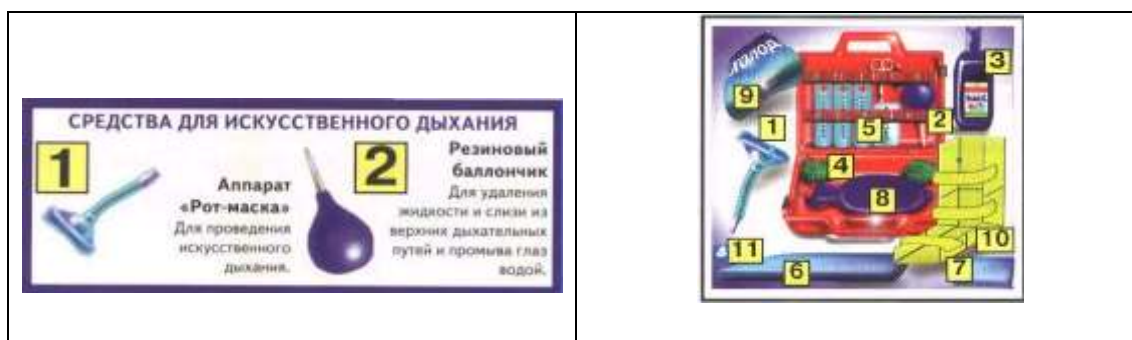 СРЕДСТВА ДЛЯ ИСКУССТВЕННОГО ДЫХАНИЯ
1
Аппарат
«Рот-маска»
Для проведения
искусственного
дыхания.
2
Резиновый
баллончик
Для удаления
жидкости и слизи из
верхних дыхательных
путей и промыва глаз
водой.
9
3
1
5
2
4
8
11
6
10
7